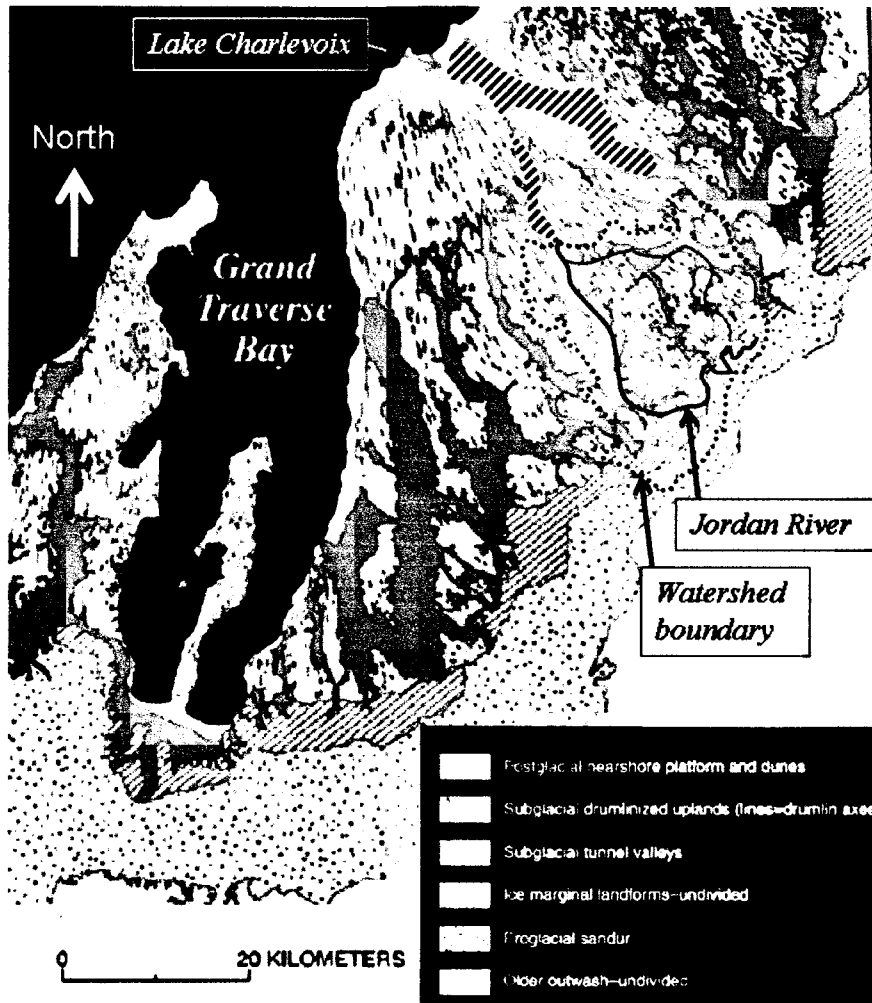 Lake Charlevoix
North
Grand
Traverse
Bay
Jordan River
Watershed
boundary
Postglacial nearshore platform and dunes
Subglacial drumlinized uplands (lines=drumlin axe
Subglacial tunnel valleys
Ice marginal landforms–undivided
Proglacial sandur
Older outwash–undivided
0 20 KILOMETERS